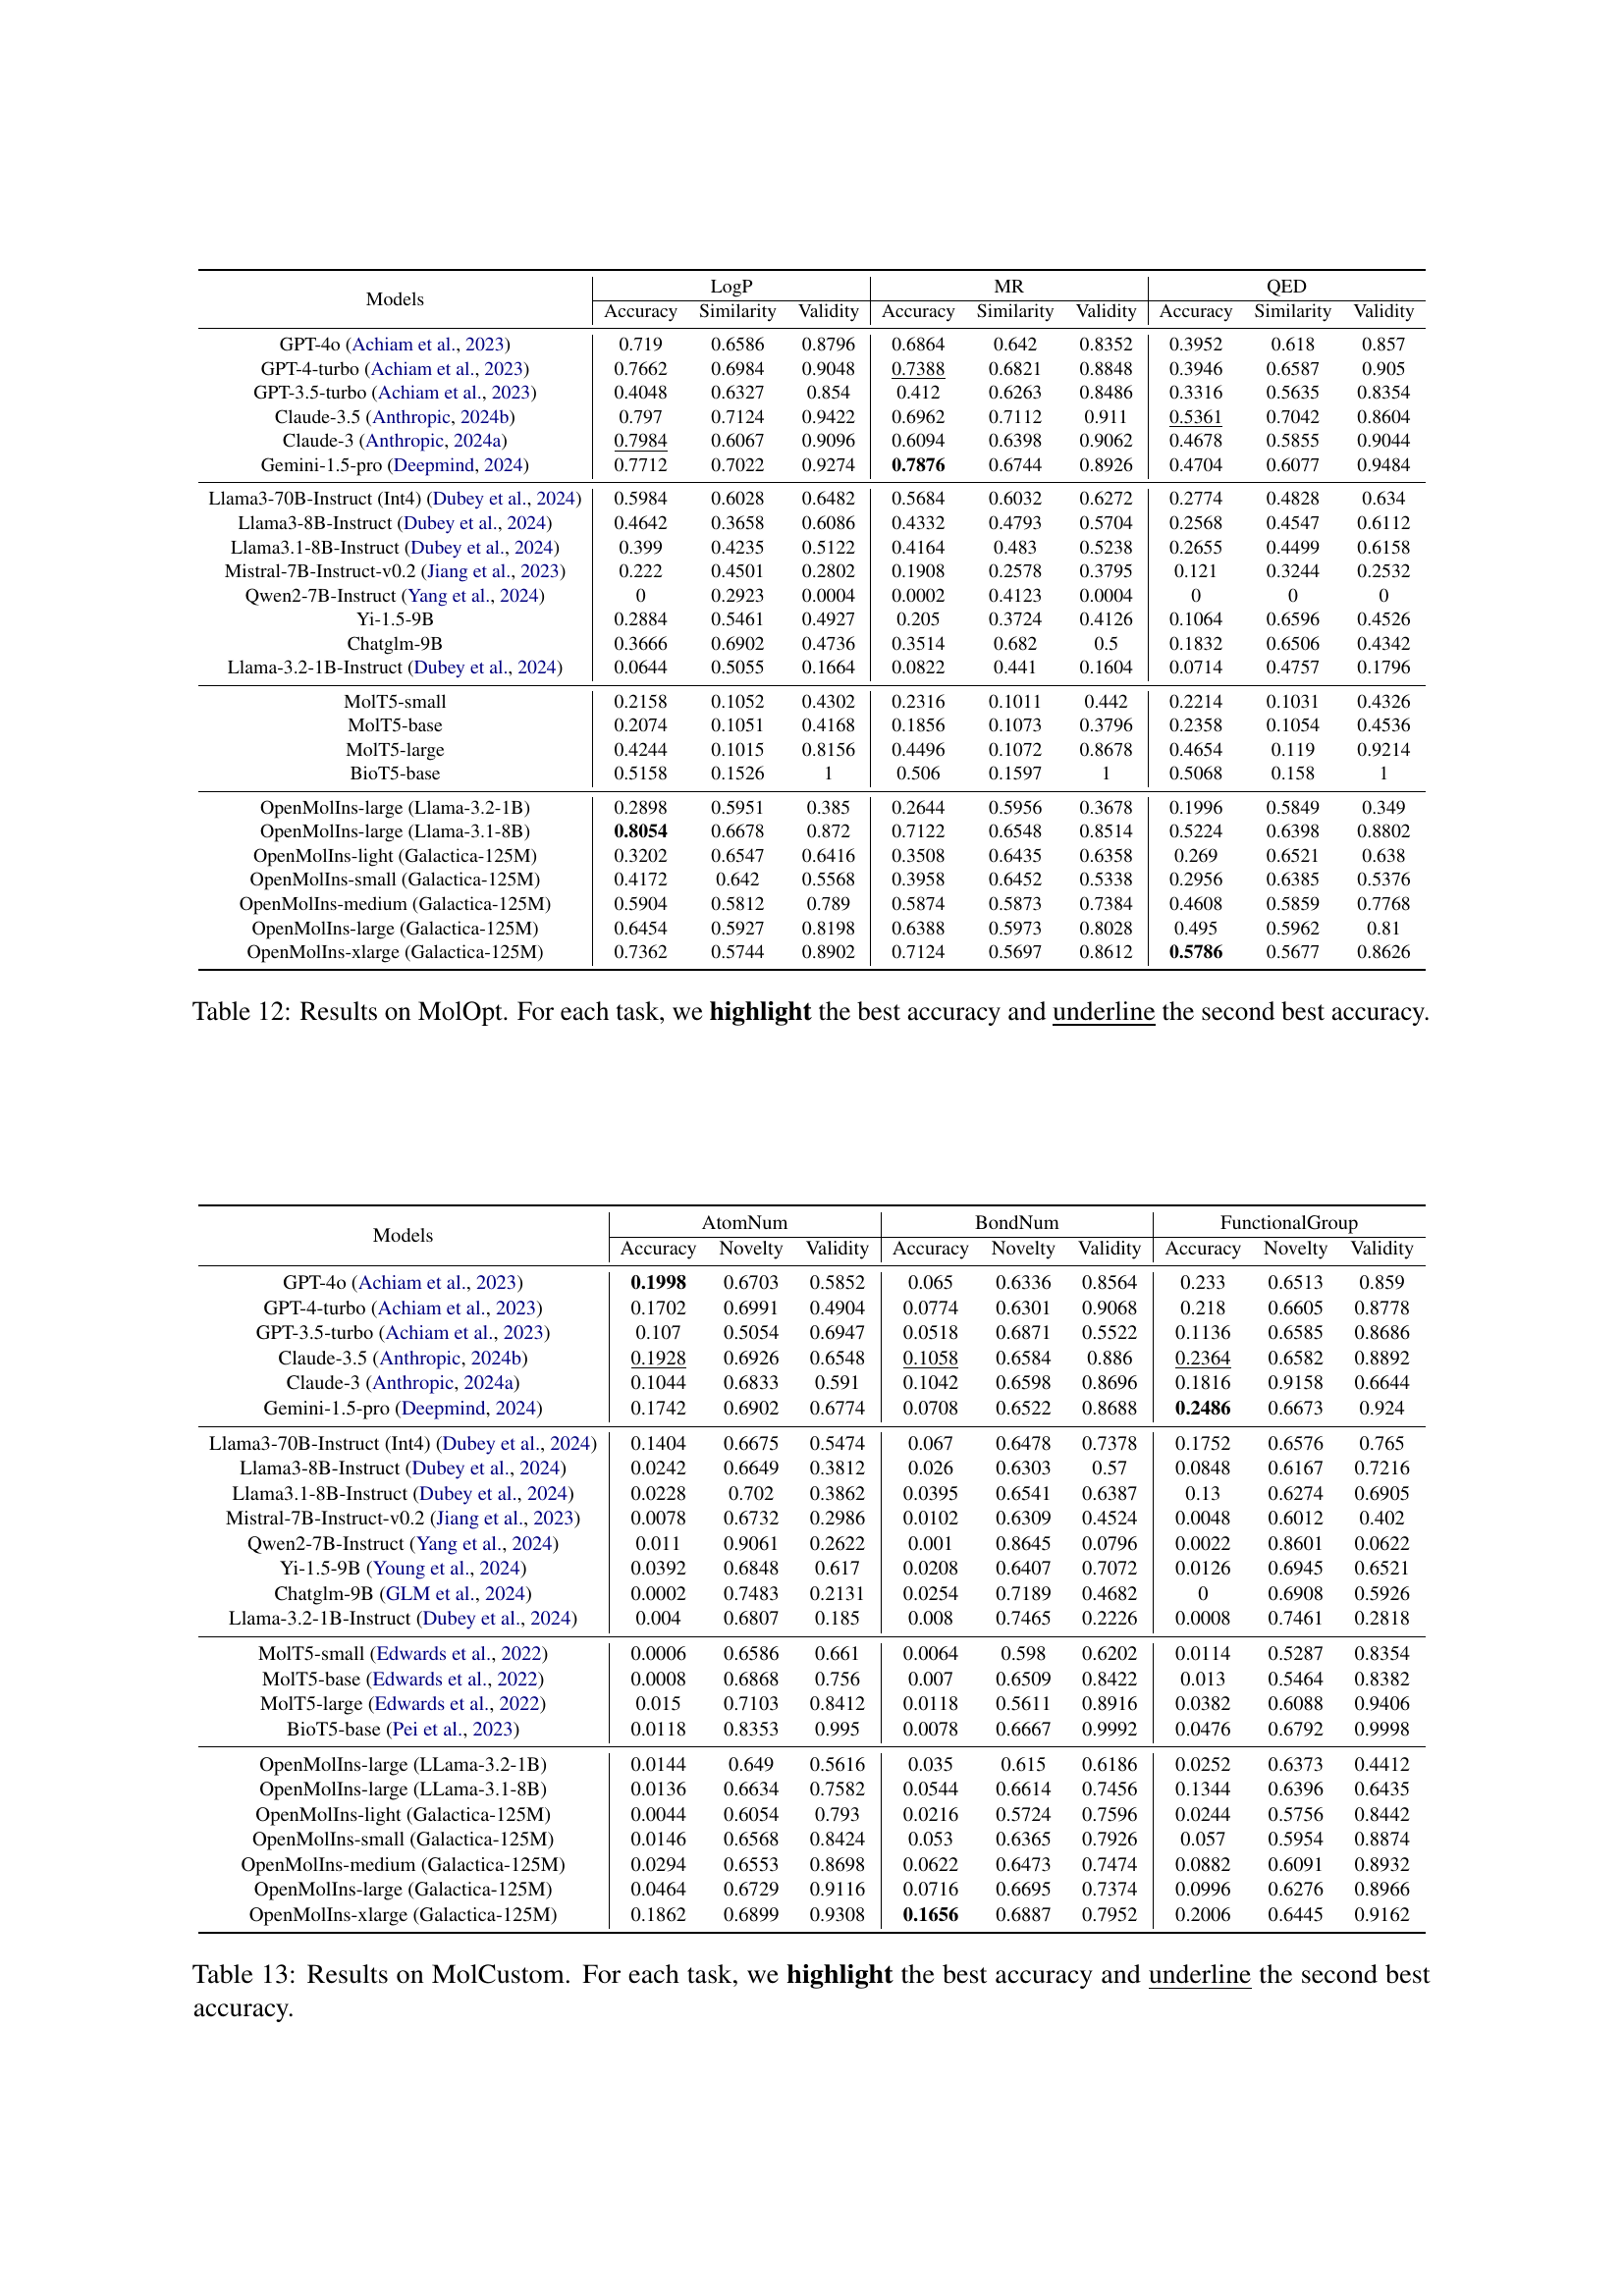 Models LogP MR QED
Accuracy Similarity Validity Accuracy Similarity Validity Accuracy Similarity Validity
GPT-4o (Achiam et al., 2023) 0.719 0.6586 0.8796 0.6864 0.642 0.8352 0.3952 0.618 0.857
GPT-4-turbo (Achiam et al., 2023) 0.7662 0.6984 0.9048 0.7388 0.6821 0.8848 0.3946 0.6587 0.905
GPT-3.5-turbo (Achiam et al., 2023) 0.4048 0.6327 0.854 0.412 0.6263 0.8486 0.3316 0.5635 0.8354
Claude-3.5 (Anthropic, 2024b) 0.797 0.7124 0.9422 0.6962 0.7112 0.911 0.5361 0.7042 0.8604
Claude-3 (Anthropic, 2024a) 0.7984 0.6067 0.9096 0.6094 0.6398 0.9062 0.4678 0.5855 0.9044
Gemini-1.5-pro (Deepmind, 2024) 0.7712 0.7022 0.9274 0.7876 0.6744 0.8926 0.4704 0.6077 0.9484
Llama3-70B-Instruct (Int4) (Dubey et al., 2024) 0.5984 0.6028 0.6482 0.5684 0.6032 0.6272 0.2774 0.4828 0.634
Llama3-8B-Instruct (Dubey et al., 2024) 0.4642 0.3658 0.6086 0.4332 0.4793 0.5704 0.2568 0.4547 0.6112
Llama3.1-8B-Instruct (Dubey et al., 2024) 0.399 0.4235 0.5122 0.4164 0.483 0.5238 0.2655 0.4499 0.6158
Mistral-7B-Instruct-v0.2 (Jiang et al., 2023) 0.222 0.4501 0.2802 0.1908 0.2578 0.3795 0.121 0.3244 0.2532
Qwen2-7B-Instruct (Yang et al., 2024) 0 0.2923 0.0004 0.0002 0.4123 0.0004 0 0 0
Yi-1.5-9B 0.2884 0.5461 0.4927 0.205 0.3724 0.4126 0.1064 0.6596 0.4526
Chatglm-9B 0.3666 0.6902 0.4736 0.3514 0.682 0.5 0.1832 0.6506 0.4342
Llama-3.2-1B-Instruct (Dubey et al., 2024) 0.0644 0.5055 0.1664 0.0822 0.441 0.1604 0.0714 0.4757 0.1796
MolT5-small 0.2158 0.1052 0.4302 0.2316 0.1011 0.442 0.2214 0.1031 0.4326
MolT5-base 0.2074 0.1051 0.4168 0.1856 0.1073 0.3796 0.2358 0.1054 0.4536
MolT5-large 0.4244 0.1015 0.8156 0.4496 0.1072 0.8678 0.4654 0.119 0.9214
BioT5-base 0.5158 0.1526 1 0.506 0.1597 1 0.5068 0.158 1
OpenMolIns-large (Llama-3.2-1B) 0.2898 0.5951 0.385 0.2644 0.5956 0.3678 0.1996 0.5849 0.349
OpenMolIns-large (Llama-3.1-8B) 0.8054 0.6678 0.872 0.7122 0.6548 0.8514 0.5224 0.6398 0.8802
OpenMolIns-light (Galactica-125M) 0.3202 0.6547 0.6416 0.3508 0.6435 0.6358 0.269 0.6521 0.638
OpenMolIns-small (Galactica-125M) 0.4172 0.642 0.5568 0.3958 0.6452 0.5338 0.2956 0.6385 0.5376
OpenMolIns-medium (Galactica-125M) 0.5904 0.5812 0.789 0.5874 0.5873 0.7384 0.4608 0.5859 0.7768
OpenMolIns-large (Galactica-125M) 0.6454 0.5927 0.8198 0.6388 0.5973 0.8028 0.495 0.5962 0.81
OpenMolIns-xlarge (Galactica-125M) 0.7362 0.5744 0.8902 0.7124 0.5697 0.8612 0.5786 0.5677 0.8626
Table 12: Results on MolOpt. For each task, we highlight the best accuracy and underline the second best accuracy.
Models AtomNum BondNum FunctionalGroup
Accuracy Novelty Validity Accuracy Novelty Validity Accuracy Novelty Validity
GPT-4o (Achiam et al., 2023) 0.1998 0.6703 0.5852 0.065 0.6336 0.8564 0.233 0.6513 0.859
GPT-4-turbo (Achiam et al., 2023) 0.1702 0.6991 0.4904 0.0774 0.6301 0.9068 0.218 0.6605 0.8778
GPT-3.5-turbo (Achiam et al., 2023) 0.107 0.5054 0.6947 0.0518 0.6871 0.5522 0.1136 0.6585 0.8686
Claude-3.5 (Anthropic, 2024b) 0.1928 0.6926 0.6548 0.1058 0.6584 0.886 0.2364 0.6582 0.8892
Claude-3 (Anthropic, 2024a) 0.1044 0.6833 0.591 0.1042 0.6598 0.8696 0.1816 0.9158 0.6644
Gemini-1.5-pro (Deepmind, 2024) 0.1742 0.6902 0.6774 0.0708 0.6522 0.8688 0.2486 0.6673 0.924
Llama3-70B-Instruct (Int4) (Dubey et al., 2024) 0.1404 0.6675 0.5474 0.067 0.6478 0.7378 0.1752 0.6576 0.765
Llama3-8B-Instruct (Dubey et al., 2024) 0.0242 0.6649 0.3812 0.026 0.6303 0.57 0.0848 0.6167 0.7216
Llama3.1-8B-Instruct (Dubey et al., 2024) 0.0228 0.702 0.3862 0.0395 0.6541 0.6387 0.13 0.6274 0.6905
Mistral-7B-Instruct-v0.2 (Jiang et al., 2023) 0.0078 0.6732 0.2986 0.0102 0.6309 0.4524 0.0048 0.6012 0.402
Qwen2-7B-Instruct (Yang et al., 2024) 0.011 0.9061 0.2622 0.001 0.8645 0.0796 0.0022 0.8601 0.0622
Yi-1.5-9B (Young et al., 2024) 0.0392 0.6848 0.617 0.0208 0.6407 0.7072 0.0126 0.6945 0.6521
Chatglm-9B (GLM et al., 2024) 0.0002 0.7483 0.2131 0.0254 0.7189 0.4682 0 0.6908 0.5926
Llama-3.2-1B-Instruct (Dubey et al., 2024) 0.004 0.6807 0.185 0.008 0.7465 0.2226 0.0008 0.7461 0.2818
MolT5-small (Edwards et al., 2022) 0.0006 0.6586 0.661 0.0064 0.598 0.6202 0.0114 0.5287 0.8354
MolT5-base (Edwards et al., 2022) 0.0008 0.6868 0.756 0.007 0.6509 0.8422 0.013 0.5464 0.8382
MolT5-large (Edwards et al., 2022) 0.015 0.7103 0.8412 0.0118 0.5611 0.8916 0.0382 0.6088 0.9406
BioT5-base (Pei et al., 2023) 0.0118 0.8353 0.995 0.0078 0.6667 0.9992 0.0476 0.6792 0.9998
OpenMolIns-large (LLama-3.2-1B) 0.0144 0.649 0.5616 0.035 0.615 0.6186 0.0252 0.6373 0.4412
OpenMolIns-large (LLama-3.1-8B) 0.0136 0.6634 0.7582 0.0544 0.6614 0.7456 0.1344 0.6396 0.6435
OpenMolIns-light (Galactica-125M) 0.0044 0.6054 0.793 0.0216 0.5724 0.7596 0.0244 0.5756 0.8442
OpenMolIns-small (Galactica-125M) 0.0146 0.6568 0.8424 0.053 0.6365 0.7926 0.057 0.5954 0.8874
OpenMolIns-medium (Galactica-125M) 0.0294 0.6553 0.8698 0.0622 0.6473 0.7474 0.0882 0.6091 0.8932
OpenMolIns-large (Galactica-125M) 0.0464 0.6729 0.9116 0.0716 0.6695 0.7374 0.0996 0.6276 0.8966
OpenMolIns-xlarge (Galactica-125M) 0.1862 0.6899 0.9308 0.1656 0.6887 0.7952 0.2006 0.6445 0.9162
Table 13: Results on MolCustom. For each task, we highlight the best accuracy and underline the second best
accuracy.